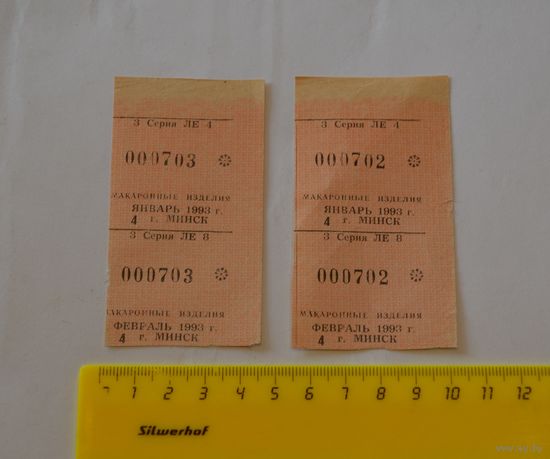 3 Серия ЛЕ 4
000703
МАКАРОННЫЕ ИЗДЕЛИЯ
ЯНВАРЬ 1993 г.
4 г. МИНСК
3 Серия ЛЕ 8
000703
МАКАРОННЫЕ ИЗДЕЛИЯ
ФЕВРАЛЬ 1993 г.
4 г. МИНСК
3 Серия ЛЕ 4
000702
МАКАРОННЫЕ ИЗДЕЛИЯ
ЯНВАРЬ 1993 г.
4 г. МИНСК
3 Серия ЛЕ 8
000702
МАКАРОННЫЕ ИЗДЕЛИЯ
ФЕВРАЛЬ 1993 г.
4 г. МИНСК
1 2 3 4 5 6 7 8 9 10 11 12
Silwerhof